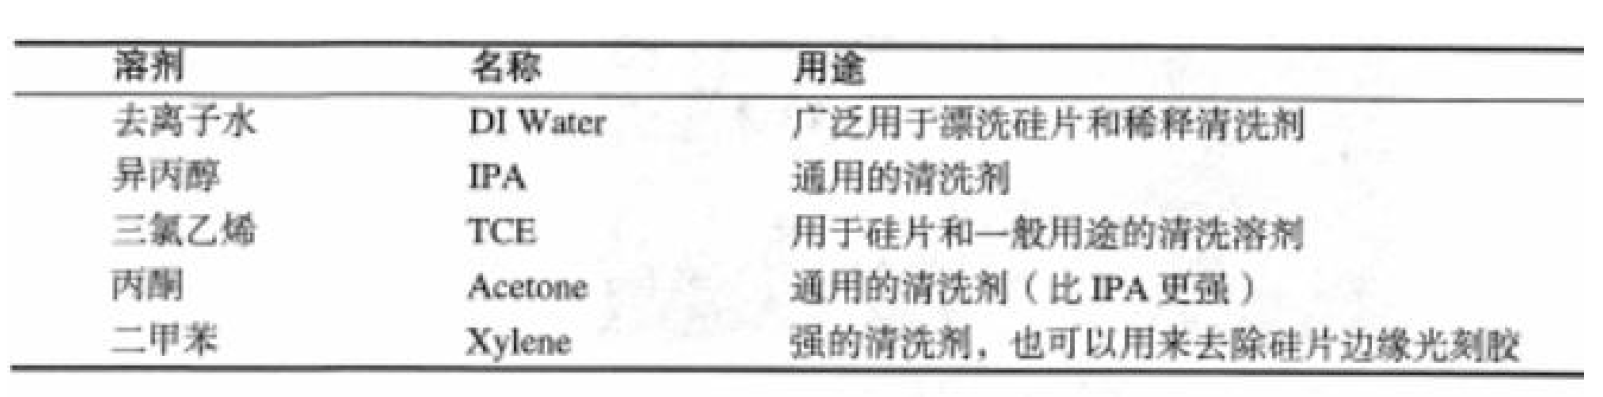 溶剂 名称 用途
去离子水 DI Water 广泛用于漂洗硅片和稀释清洗剂
异丙醇 IPA 通用的清洗剂
三氯乙烯 TCE 用于硅片和一般用途的清洗溶剂
丙酮 Acetone 通用的清洗剂（比 IPA 更强）
二甲苯 Xylene 强的清洗剂，也可以用来去除硅片边缘光刻胶